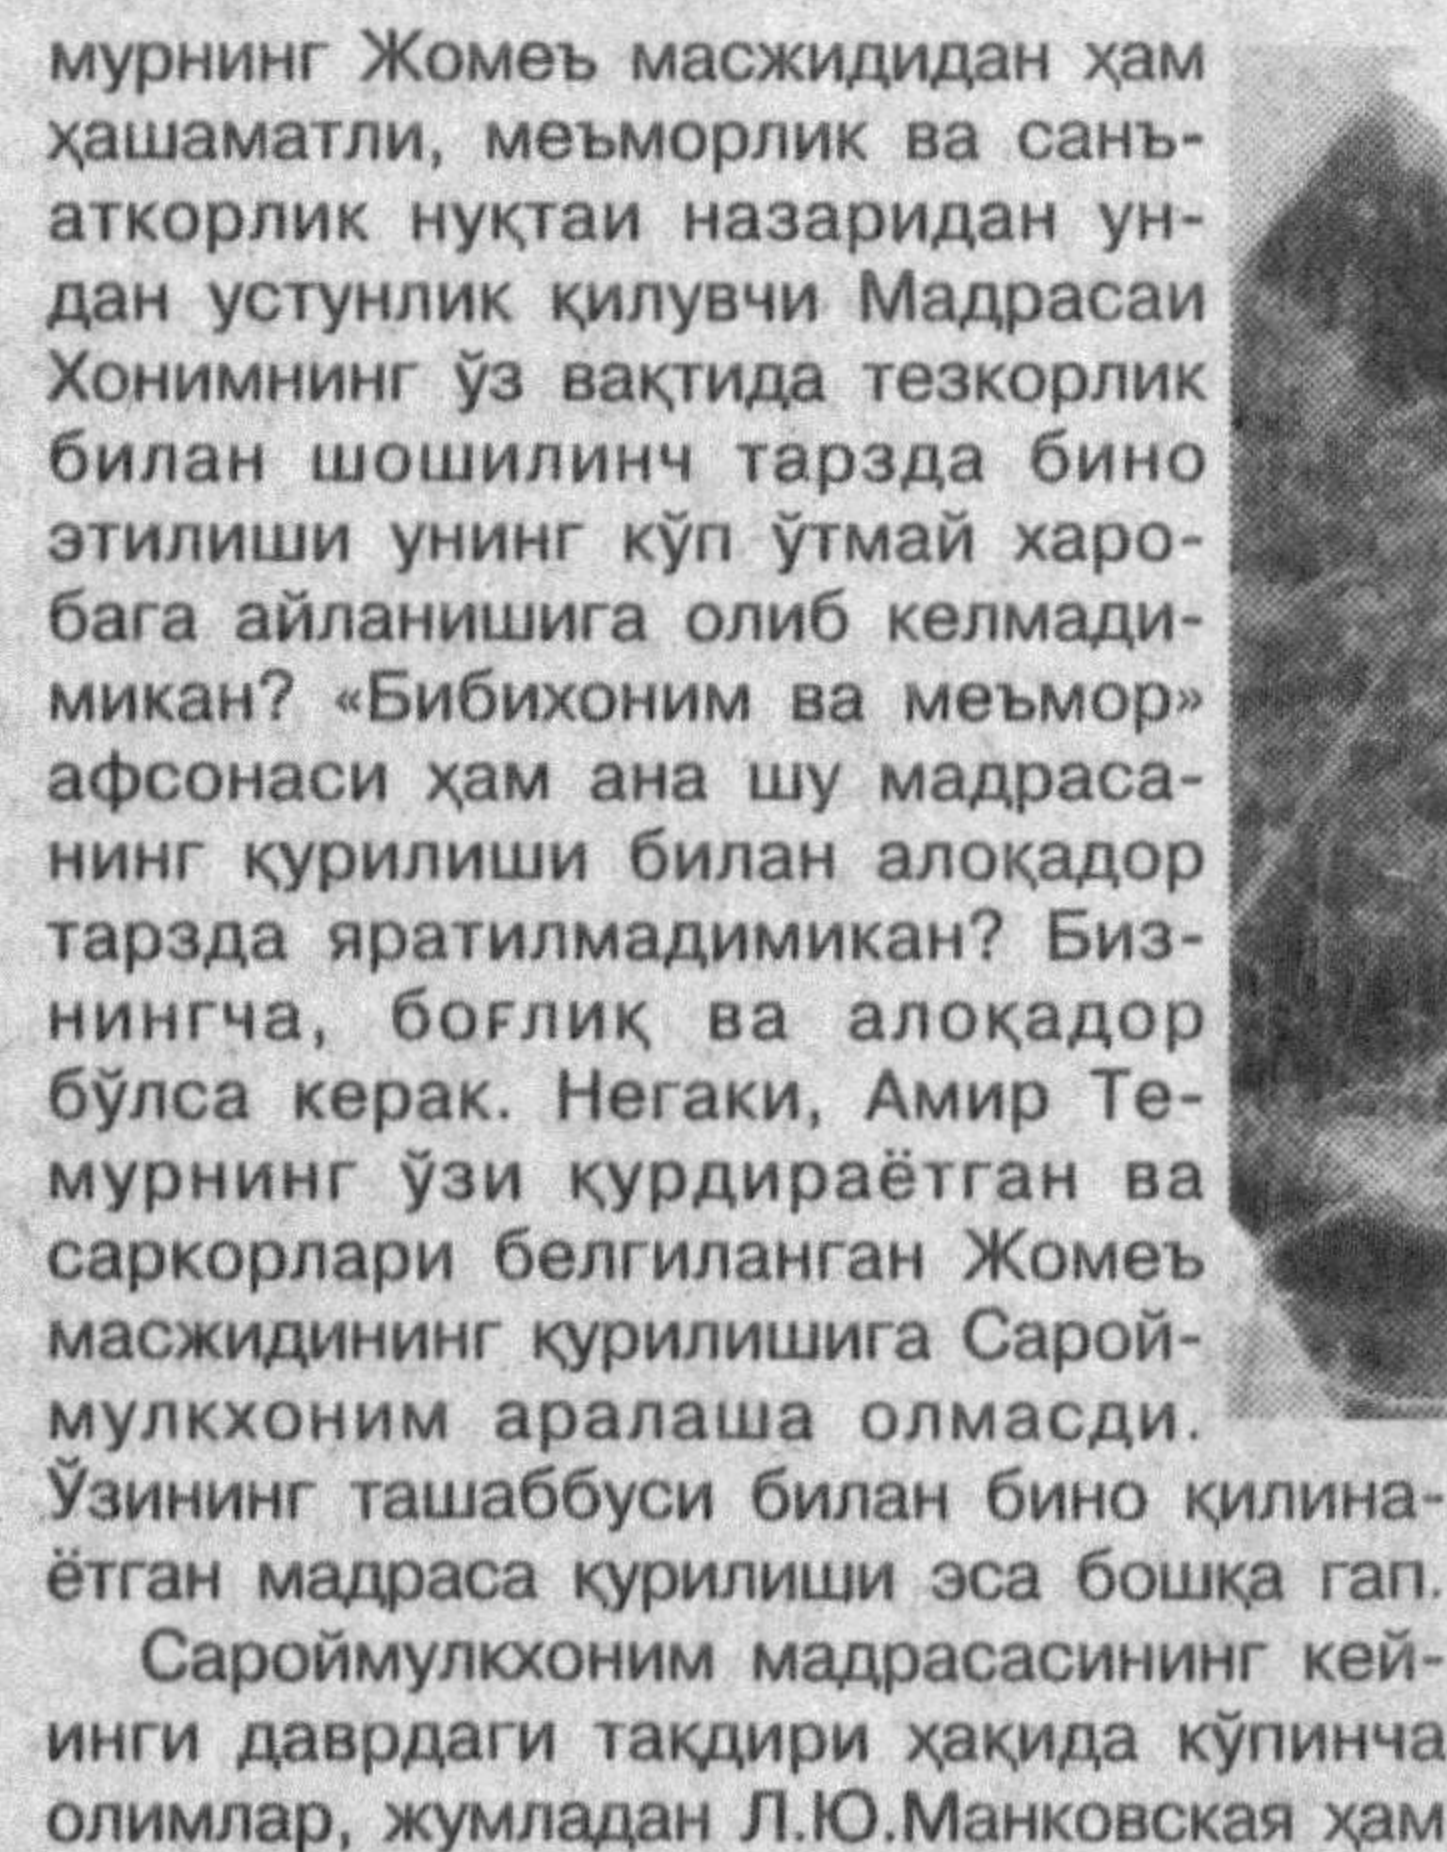 мурнинг Жомеъ масжидидан ҳам
ҳашаматли, меъморлик ва санъ-
аткорлик нуқтаи назаридан ун-
дан устунлик қилувчи Мадрасаи
Хонимнинг ўз вақтида тезкорлик
билан шошилинч тарзда бино
этилиши унинг кўп ўтмай харо-
бага айланишига олиб келмади-
микан? «Бибихоним ва меъмор»
афсонаси ҳам ана шу мадраса-
нинг қурилиши билан алоқадор
тарзда яратилмадимикан? Биз-
нингча, боғлиқ ва алоқадор
бўлса керак. Негаки, Амир Те-
мурнинг ўзи қурдираётган ва
саркорлари белгиланган Жомеъ
масжидининг қурилишига Сарой-
мулкхоним аралаша олмасди.
Ўзининг ташаббуси билан бино қилина-
ётган мадраса қурилиши эса бошқа гап.
Сароймулкхоним мадрасасининг кей-
инги даврдаги тақдири ҳақида кўпинча
олимлар, жумладан Л.Ю.Манковская ҳам